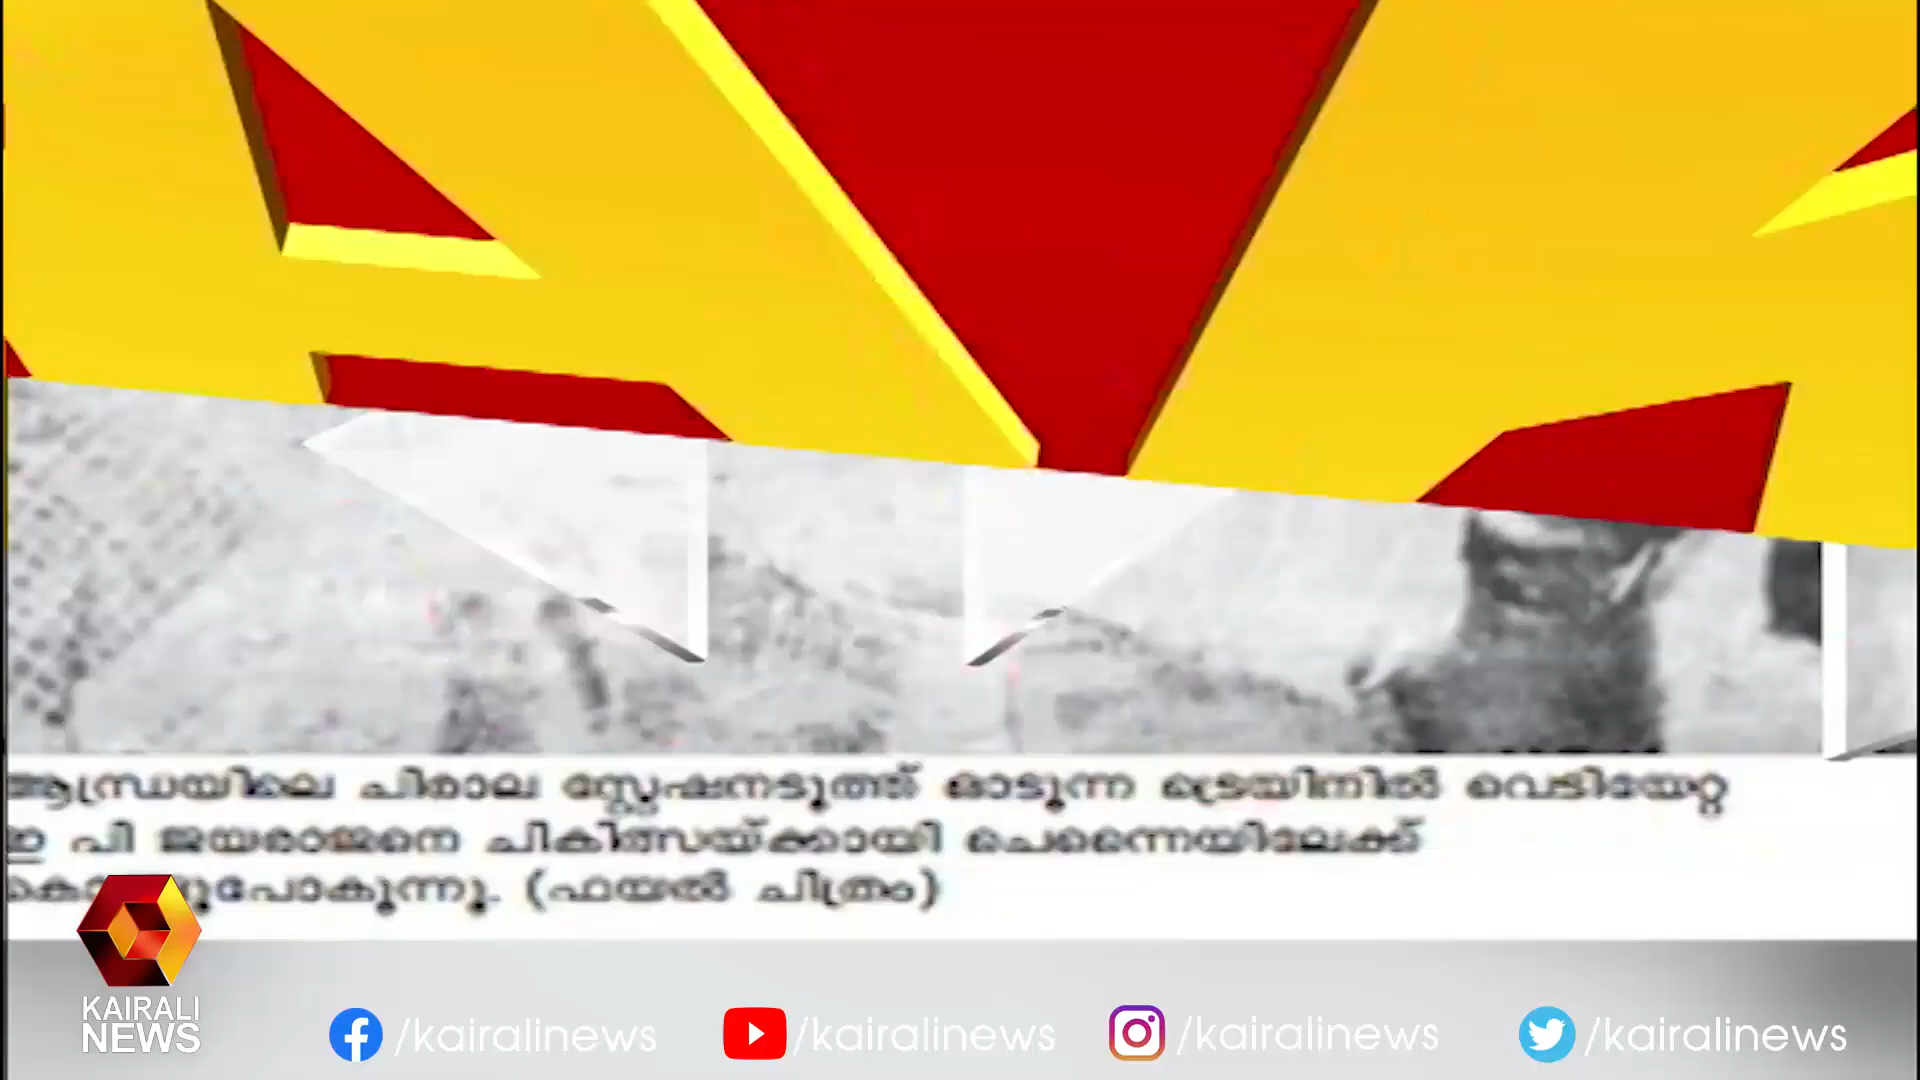 ആന്ധ്രയിലെ ചിരാല സ്റ്റേഷനടുത്ത് ഓടുന്ന ട്രെയിനിൽ വെടിയേറ്റ
ഇ പി ജയരാജനെ ചികിത്സയ്ക്കായി ചെന്നൈയിലേക്ക്
(ഫയൽ ചിത്രം)
KAIRALI
NEWS
/kairalinews /kairalinews /kairalinews /kairalinews